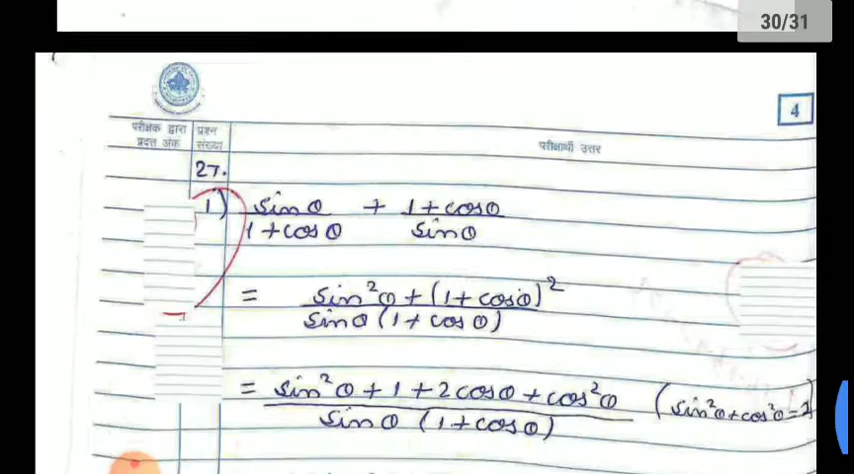 30/31
4
परीक्षक द्वारा प्रदत्त अंक
प्रश्न संख्या
परीक्षार्थी उत्तर
27.
1) sinθ/(1+cosθ) + (1+cosθ)/sinθ
= (sin²θ+(1+cosθ)²)/(sinθ(1+cosθ))
= (sin²θ+1+2cosθ+cos²θ)/(sinθ(1+cosθ)) (sin²θ+cos²θ=1)